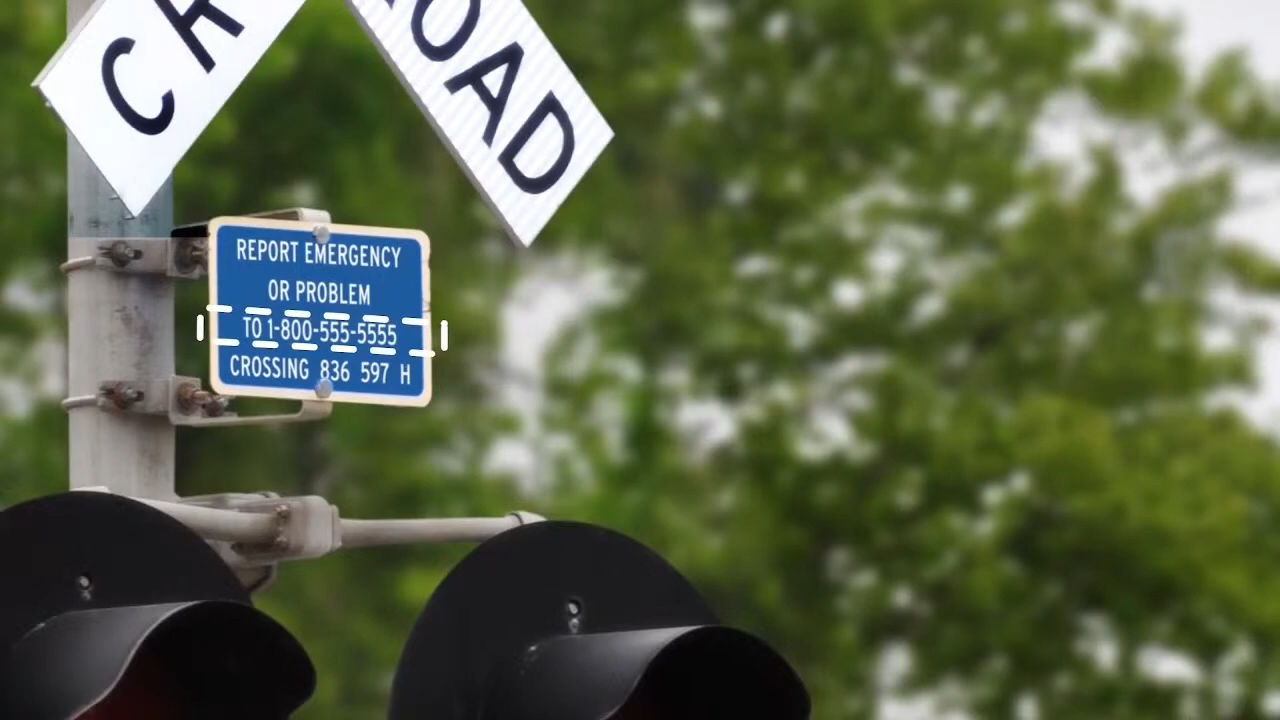 CR
OAD
REPORT EMERGENCY
OR PROBLEM
TO 1-800-555-5555
CROSSING 836 597 H